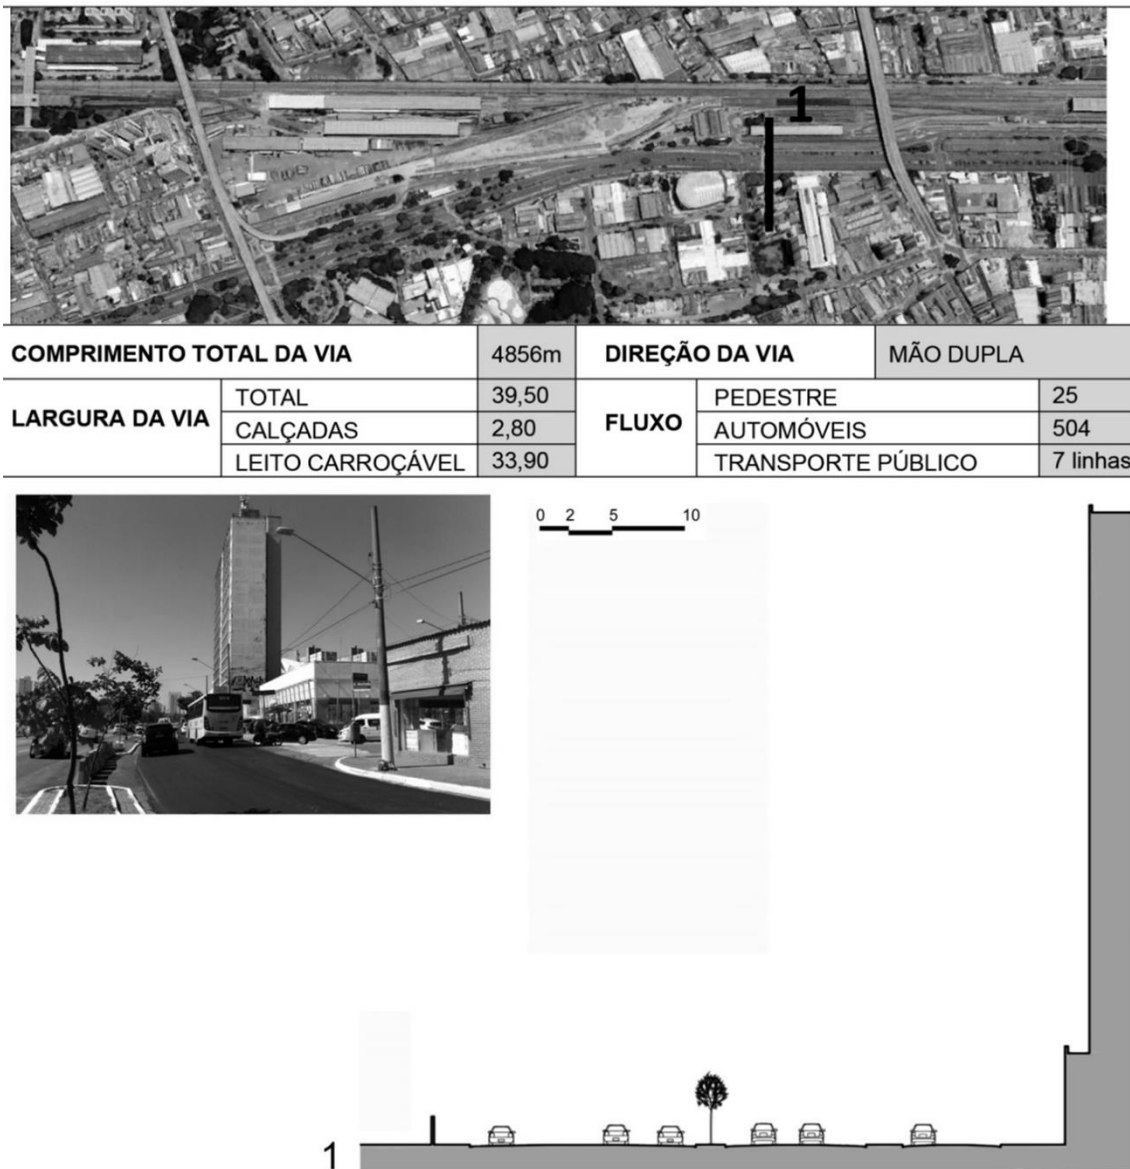 1
COMPRIMENTO TOTAL DA VIA 4856m DIREÇÃO DA VIA MÃO DUPLA
LARGURA DA VIA TOTAL 39,50 FLUXO PEDESTRE 25
CALÇADAS 2,80 AUTOMÓVEIS 504
LEITO CARROÇÁVEL 33,90 TRANSPORTE PÚBLICO 7 linhas
0 2 5 10
1